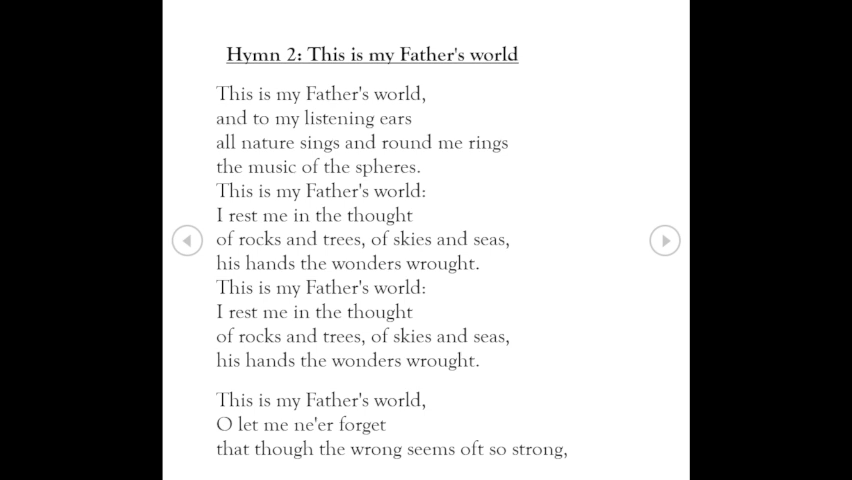 Hymn 2: This is my Father's world
This is my Father's world,
and to my listening ears
all nature sings and round me rings
the music of the spheres.
This is my Father's world:
I rest me in the thought
of rocks and trees, of skies and seas,
his hands the wonders wrought.
This is my Father's world:
I rest me in the thought
of rocks and trees, of skies and seas,
his hands the wonders wrought.
This is my Father's world,
O let me ne'er forget
that though the wrong seems oft so strong,